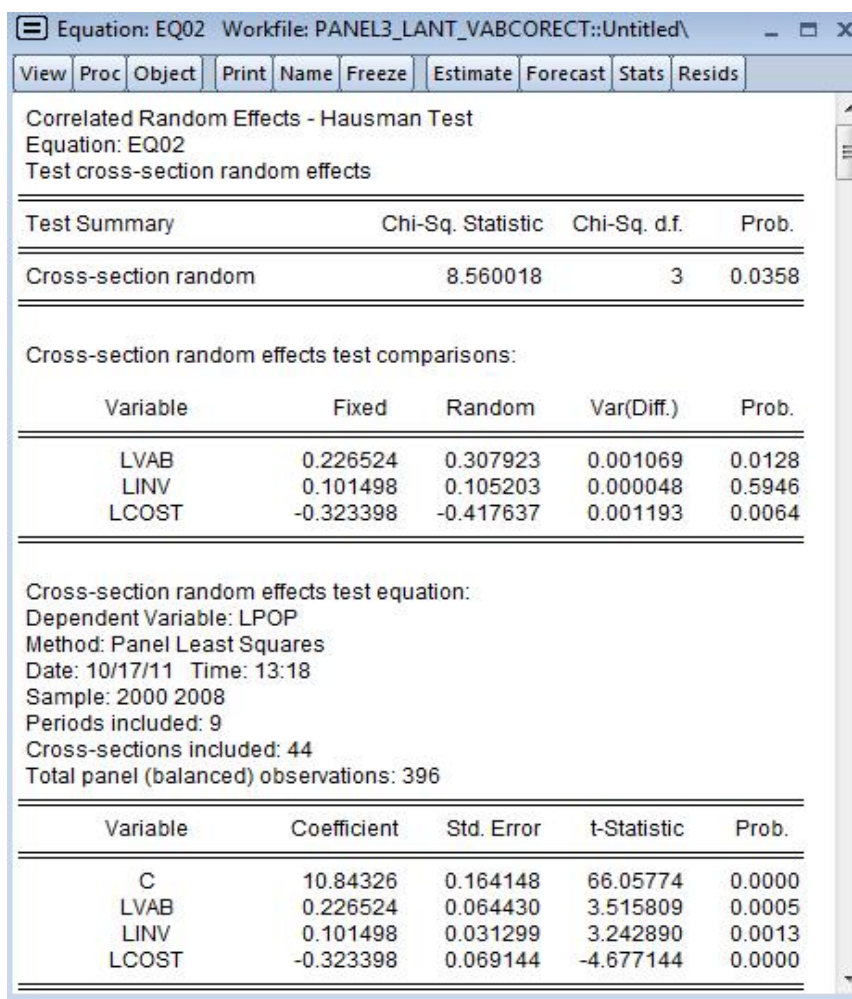 Equation: EQ02 Workfile: PANEL3_LANT_VABCORECT::Untitled\
View Proc Object Print Name Freeze Estimate Forecast Stats Resids
Correlated Random Effects - Hausman Test
Equation: EQ02
Test cross-section random effects
Test Summary Chi-Sq. Statistic Chi-Sq. d.f. Prob.
Cross-section random 8.560018 3 0.0358
Cross-section random effects test comparisons:
Variable Fixed Random Var(Diff.) Prob.
LVAB 0.226524 0.307923 0.001069 0.0128
LINV 0.101498 0.105203 0.000048 0.5946
LCOST -0.323398 -0.417637 0.001193 0.0064
Cross-section random effects test equation:
Dependent Variable: LPOP
Method: Panel Least Squares
Date: 10/17/11 Time: 13:18
Sample: 2000 2008
Periods included: 9
Cross-sections included: 44
Total panel (balanced) observations: 396
Variable Coefficient Std. Error t-Statistic Prob.
C 10.84326 0.164148 66.05774 0.0000
LVAB 0.226524 0.064430 3.515809 0.0005
LINV 0.101498 0.031299 3.242890 0.0013
LCOST -0.323398 0.069144 -4.677144 0.0000